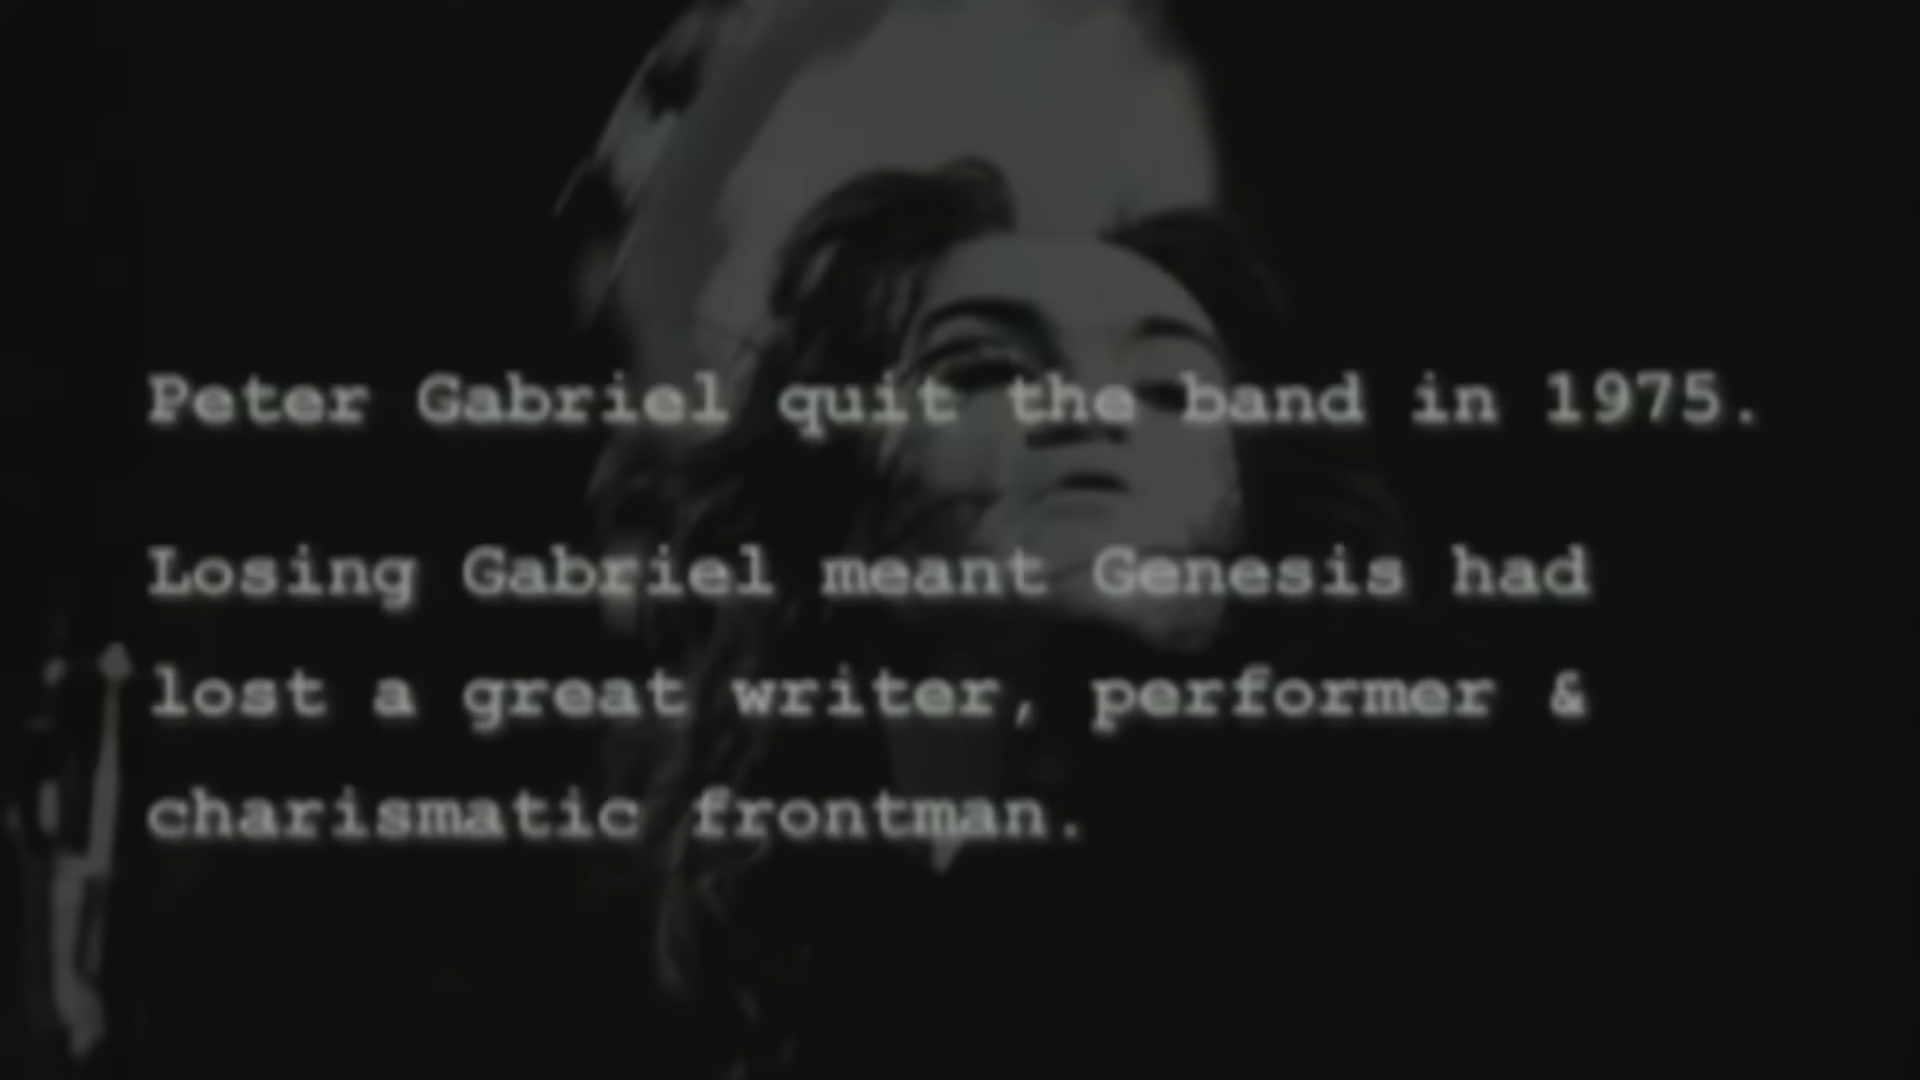 Peter Gabriel quit the band in 1975.
Losing Gabriel meant Genesis had
lost a great writer, performer &
charismatic frontman.